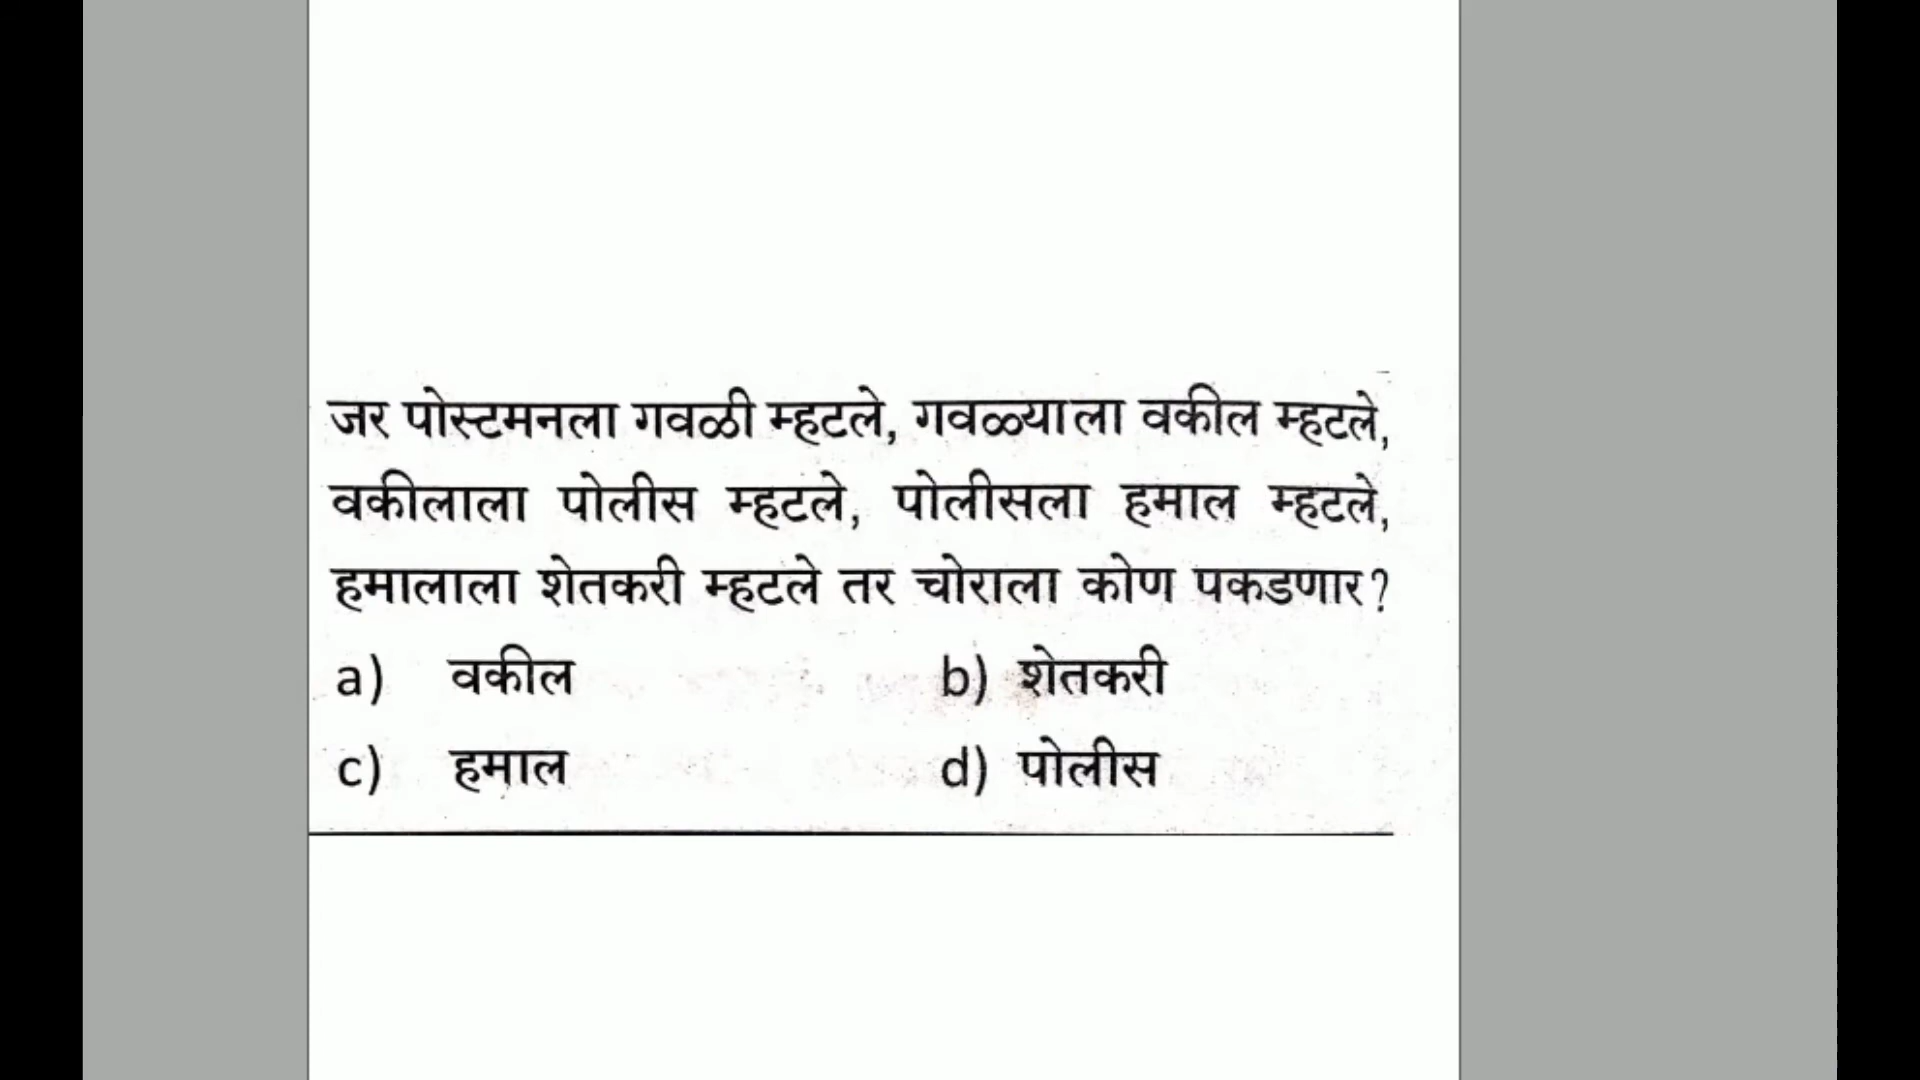 जर पोस्टमनला गवळी म्हटले, गवळ्याला वकील म्हटले,
वकीलाला पोलीस म्हटले, पोलीसला हमाल म्हटले,
हमालाला शेतकरी म्हटले तर चोराला कोण पकडणार?
a) वकील b) शेतकरी
c) हमाल d) पोलीस